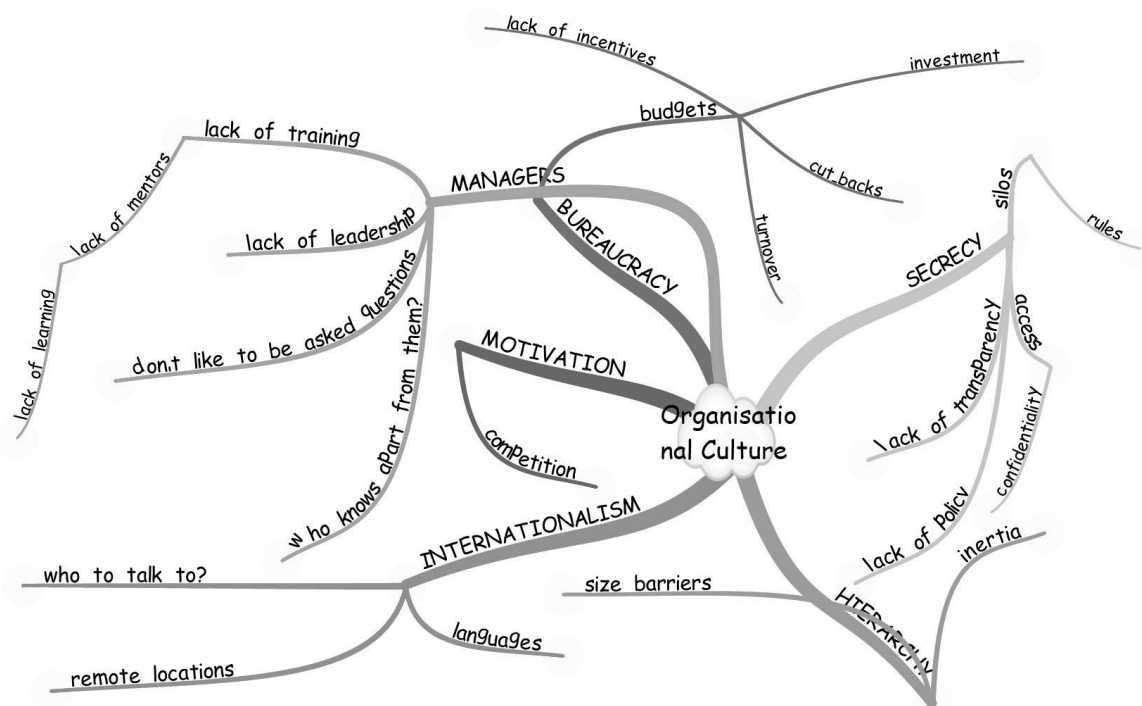 lack of incentives
investment
budgets
cut backs
turnover
lack of training
lack of mentors
lack of learning
MANAGERS
lack of leadership
don't like to be asked questions
who knows apart from them?
BUREAUCRACY
silos
rules
SECRECY
access
confidentiality
lack of transparency
lack of policy
MOTIVATION
competition
Organisatio
nal Culture
INTERNATIONALISM
who to talk to?
languages
remote locations
size barriers
HIERARCHY
inertia